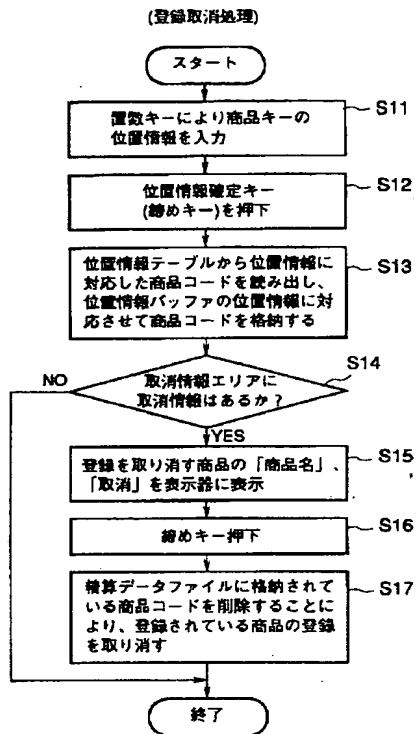 (登録取消処理)
スタート
S11
置数キーにより商品キーの
位置情報を入力
S12
位置情報確定キー
(締めキー)を押下
S13
位置情報テーブルから位置情報に
対応した商品コードを読み出し、
位置情報バッファの位置情報に対
応させて商品コードを格納する
S14
取消情報エリアに
取消情報はあるか？
NO
YES
S15
登録を取り消す商品の「商品名」、
「取消」を表示器に表示
S16
締めキー押下
S17
精算データファイルに格納されて
いる商品コードを削除することに
より、登録されている商品の登録
を取り消す
終了